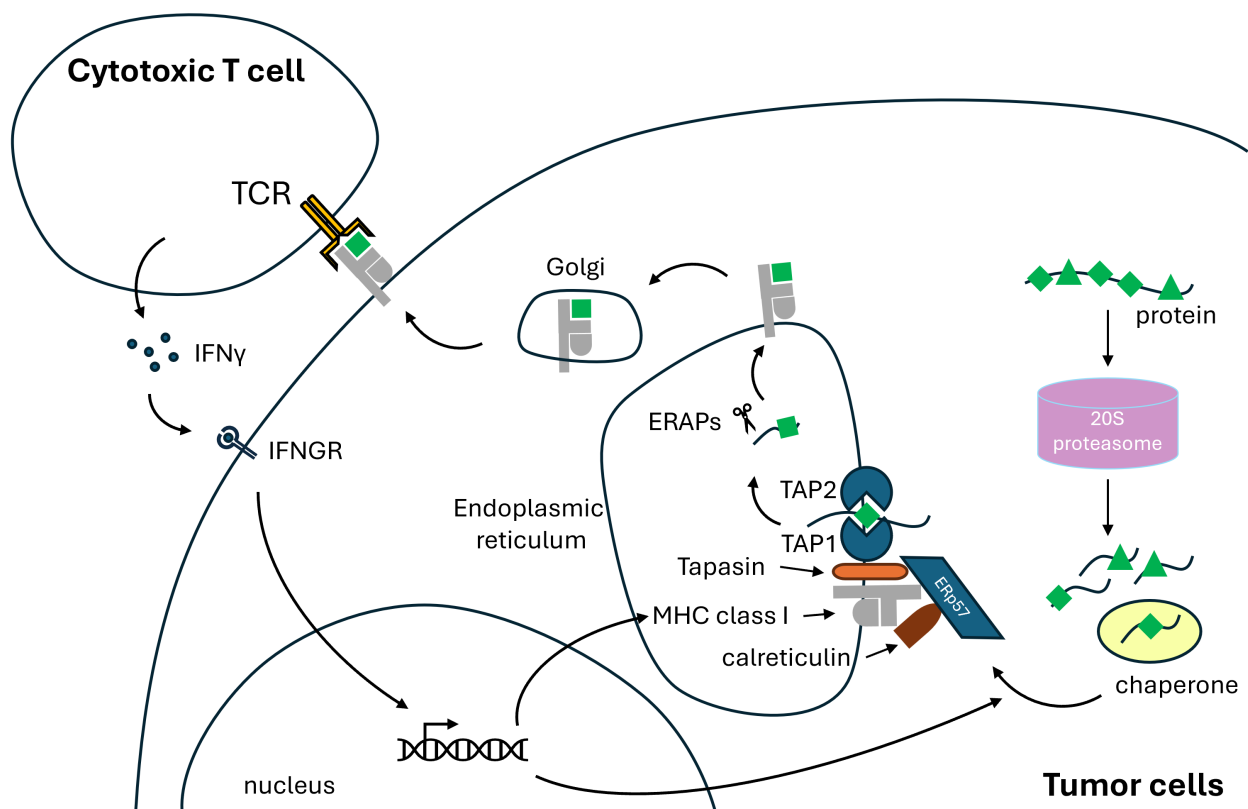 Cytotoxic T cell
TCR
IFNγ
IFNGR
Golgi
protein
20S
proteasome
ERAPs
TAP2
TAP1
Endoplasmic
reticulum
Tapasin
ERp57
MHC class I
calreticulin
chaperone
nucleus
Tumor cells